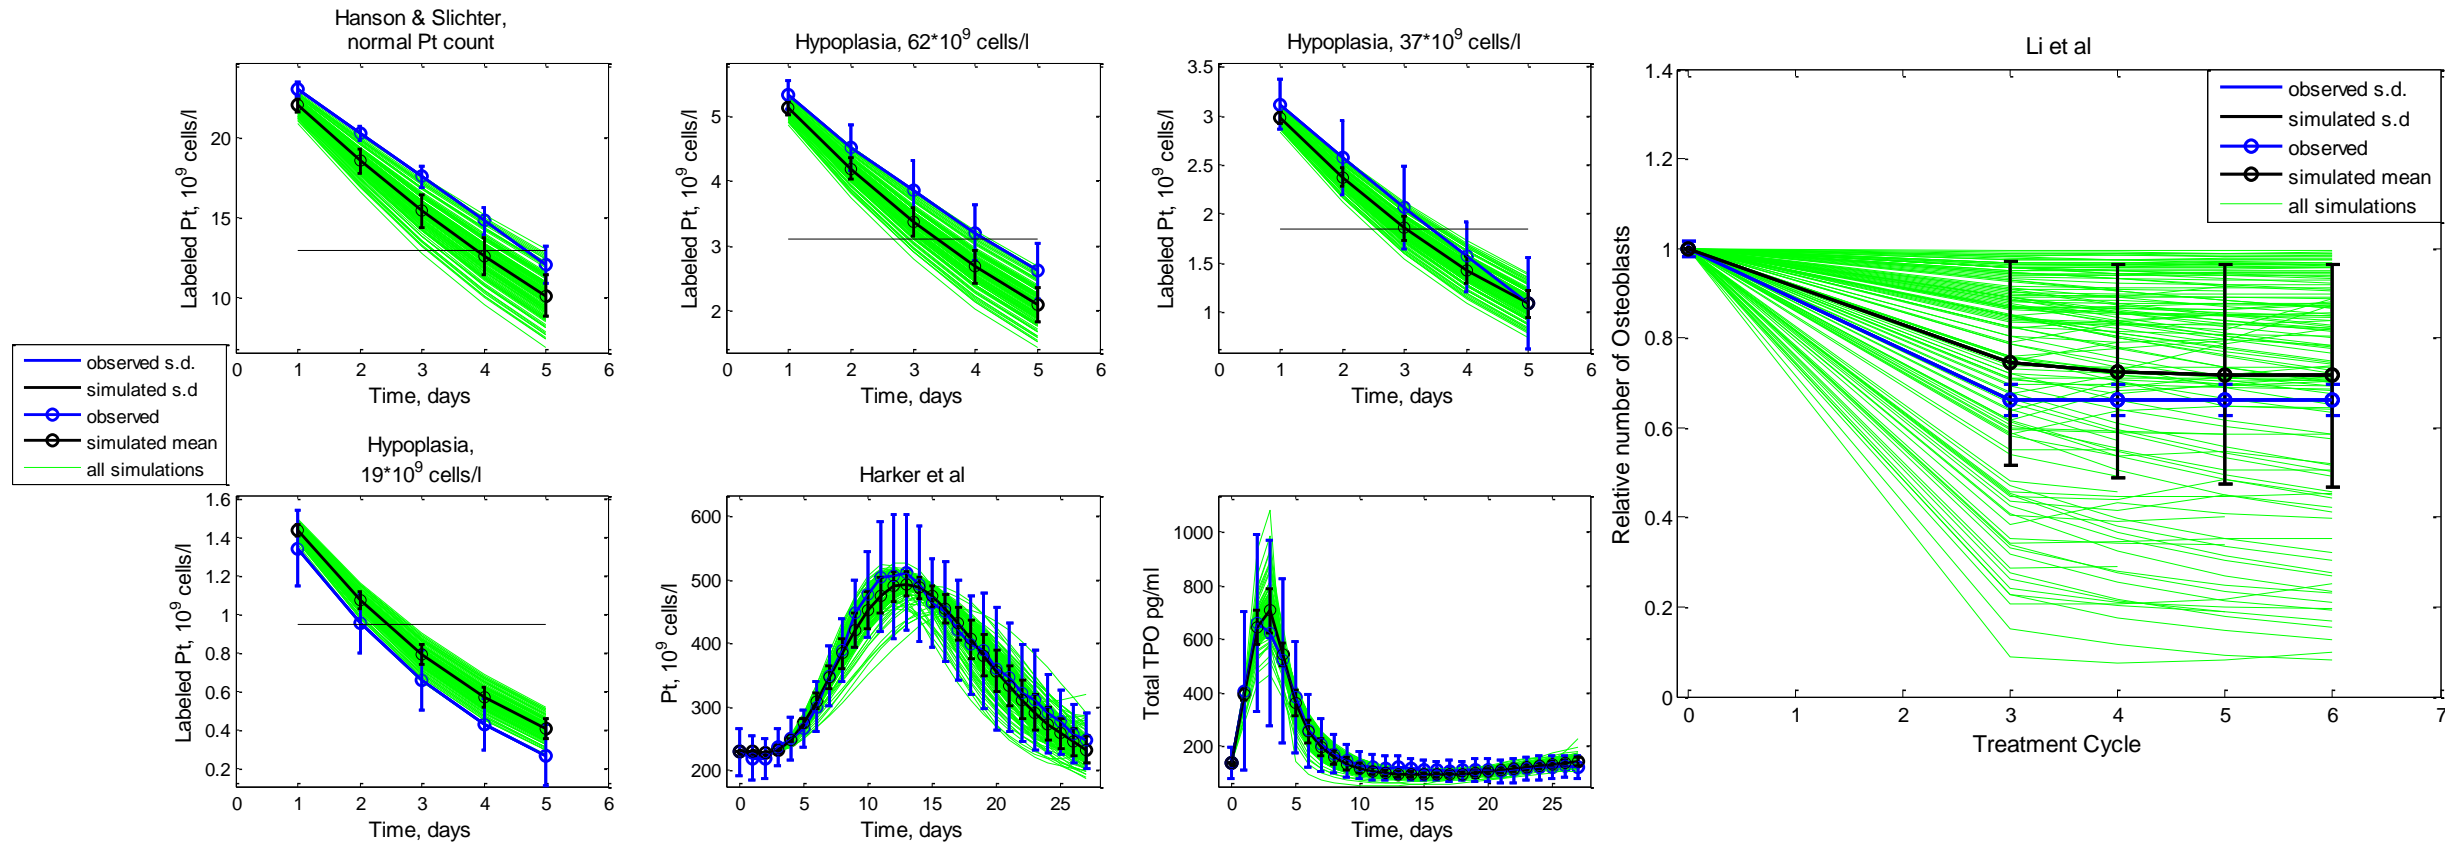 Hanson & Slichter,
normal Pt count
Labeled Pt, 10^9 cells/l
20
15
10
0 1 2 3 4 5 6
Time, days
Hypoplasia, 62*10^9 cells/l
Labeled Pt, 10^9 cells/l
5
4
3
2
0 1 2 3 4 5 6
Time, days
Hypoplasia, 37*10^9 cells/l
Labeled Pt, 10^9 cells/l
3.5
3
2.5
2
1.5
1
0 1 2 3 4 5 6
Time, days
Li et al
Relative number of Osteoblasts
1.4
1.2
1
0.8
0.6
0.4
0.2
0
0 1 2 3 4 5 6 7
Treatment Cycle
observed s.d.
simulated s.d
observed
simulated mean
all simulations
observed s.d.
simulated s.d
observed
simulated mean
all simulations
Hypoplasia,
19*10^9 cells/l
Labeled Pt, 10^9 cells/l
1.6
1.4
1.2
1
0.8
0.6
0.4
0.2
0 1 2 3 4 5 6
Time, days
Harker et al
Pt, 10^9 cells/l
600
500
400
300
200
0 5 10 15 20 25
Time, days
Total TPO pg/ml
1000
800
600
400
200
0 5 10 15 20 25
Time, days